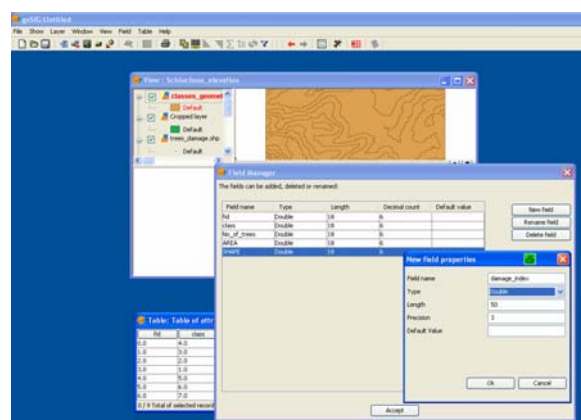 gvSIG:Untitled
File Show Layer Window View Field Table Help
View : Schluchsee_elevation
classes_geomet
Default
Cropped layer
Default
trees_damage.shp
Default
Field Manager
The fields can be added, deleted or renamed:
Field name Type Length Decimal count Default value
fid Double 18 6
class Double 18 6
No_of_trees Double 18 6
AREA Double 18 6
SHAPE Double 18 6
New field
Rename field
Delete field
New field properties
Field name damage_index
Type Double
Length 50
Precision 3
Default Value
Ok Cancel
Table: Table of attr
fid class
0.0 4.0
1.0 3.0
2.0 2.0
3.0 1.0
4.0 5.0
5.0 6.0
6.0 7.0
0 / 9 Total of selected record
Accept